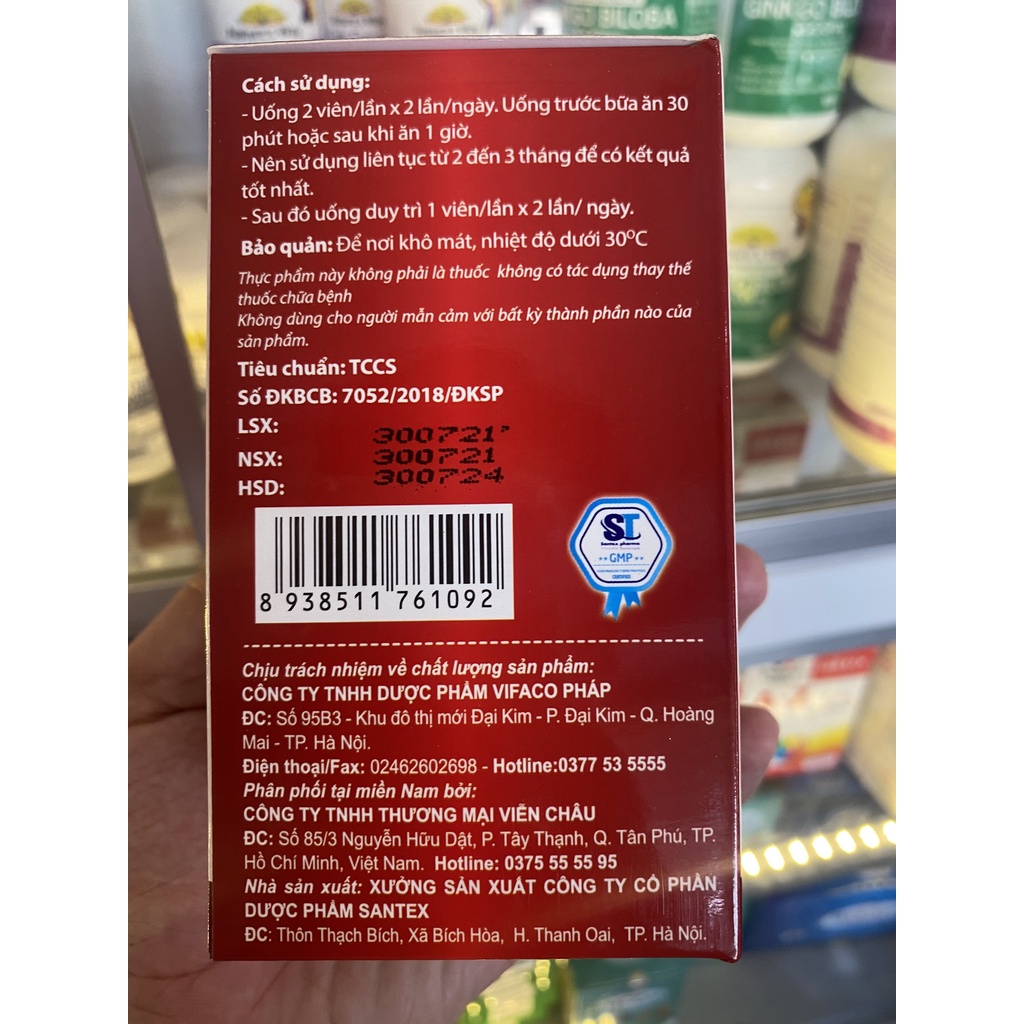 GINKGO BILOBA
Cách sử dụng:
- Uống 2 viên/lần x 2 lần/ngày. Uống trước bữa ăn 30
phút hoặc sau khi ăn 1 giờ.
- Nên sử dụng liên tục từ 2 đến 3 tháng để có kết quả
tốt nhất.
- Sau đó uống duy trì 1 viên/lần x 2 lần/ ngày.
Bảo quản: Để nơi khô mát, nhiệt độ dưới 30⁰C
Thực phẩm này không phải là thuốc không có tác dụng thay thế
thuốc chữa bệnh
Không dùng cho người mẫn cảm với bất kỳ thành phần nào của
sản phẩm.
Tiêu chuẩn: TCCS
Số ĐKBCB: 7052/2018/ĐKSP
LSX: 300721
NSX: 300721
HSD: 300724
8 938511 761092
ST
Santex pharma
GMP
CERTIFIED
Chịu trách nhiệm về chất lượng sản phẩm:
CÔNG TY TNHH DƯỢC PHẨM VIFACO PHÁP
ĐC: Số 95B3 - Khu đô thị mới Đại Kim - P. Đại Kim - Q. Hoàng
Mai - TP. Hà Nội.
Điện thoại/Fax: 02462602698 - Hotline:0377 53 5555
Phân phối tại miền Nam bởi:
CÔNG TY TNHH THƯƠNG MẠI VIỄN CHÂU
ĐC: Số 85/3 Nguyễn Hữu Dật, P. Tây Thạnh, Q. Tân Phú, TP.
Hồ Chí Minh, Việt Nam. Hotline: 0375 55 55 95
Nhà sản xuất: XƯỞNG SẢN XUẤT CÔNG TY CỔ PHẦN
DƯỢC PHẨM SANTEX
ĐC: Thôn Thạch Bích, Xã Bích Hòa, H. Thanh Oai, TP. Hà Nội.